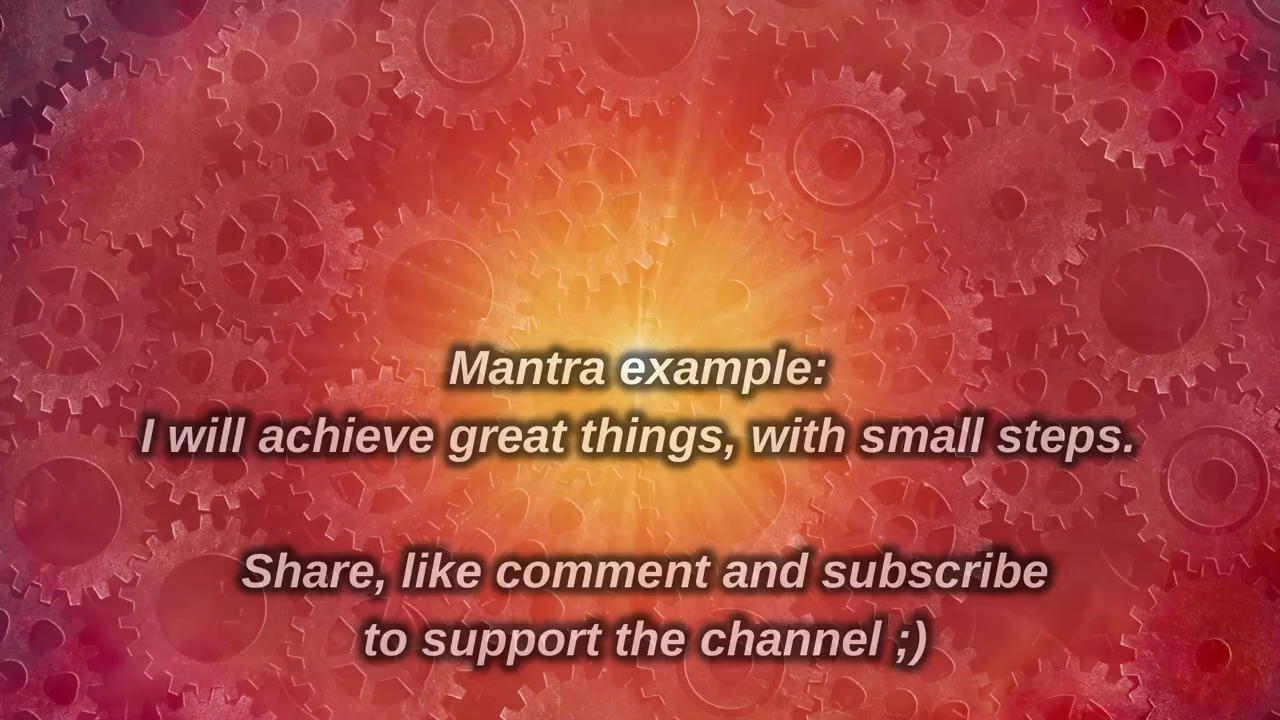 Mantra example:
I will achieve great things, with small steps.
Share, like comment and subscribe
to support the channel ;)